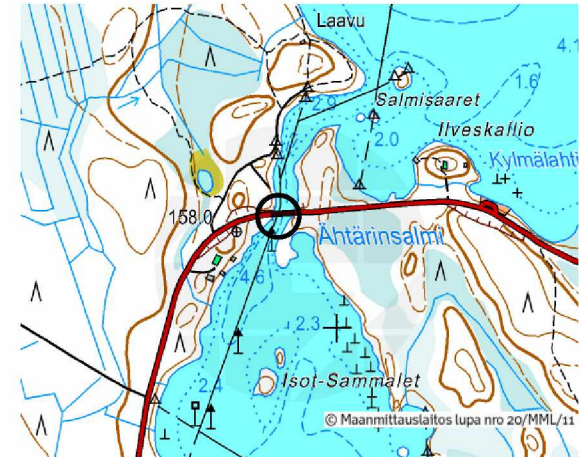 Laavu
4.1
2.9
1.6
Salmisaaret
2.0
Ilveskallio
Kylmälahti
158.0
Ähtärinsalmi
4.6
2.3
2.4
Isot-Sammalet
© Maanmittauslaitos lupa nro 20/MML/11